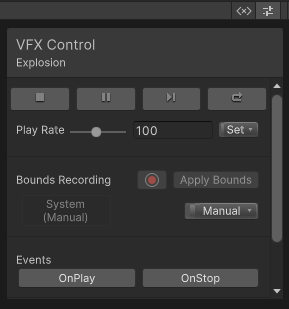 VFX Control
Explosion
Play Rate 100 Set
Bounds Recording Apply Bounds
System
(Manual) Manual
Events
OnPlay OnStop